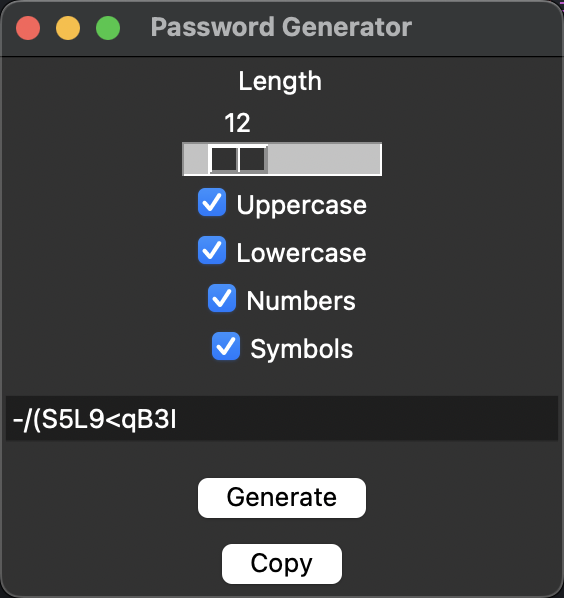 Password Generator
Length
12
Uppercase
Lowercase
Numbers
Symbols
-/(S5L9<qB3I
Generate
Copy